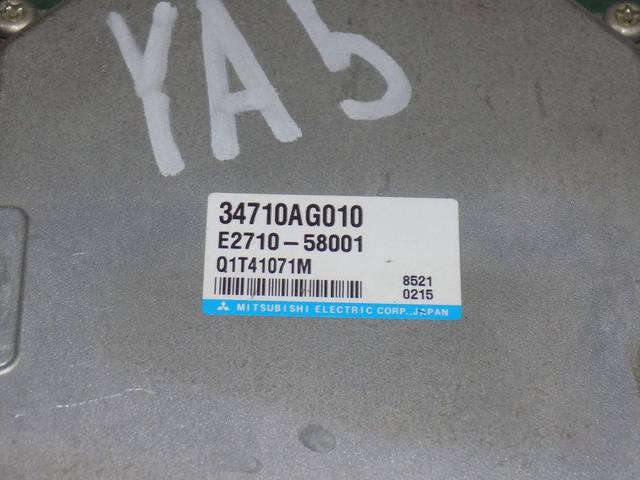 YA5
34710AG010
E2710-58001
Q1T41071M
8521
0215
MITSUBISHI ELECTRIC CORP., JAPAN